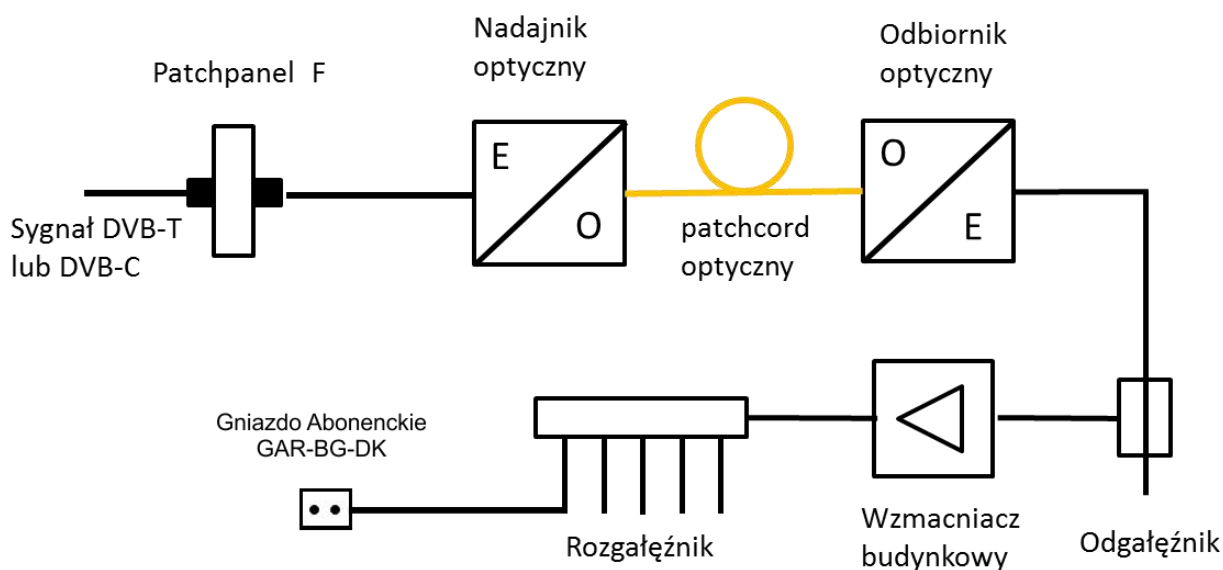 Nadajnik
optyczny
Odbiornik
optyczny
Patchpanel F
E
O
O
E
Sygnał DVB-T
lub DVB-C
patchcord
optyczny
Gniazdo Abonenckie
GAR-BG-DK
Rozgałęźnik
Wzmacniacz
budynkowy
Odgałęźnik